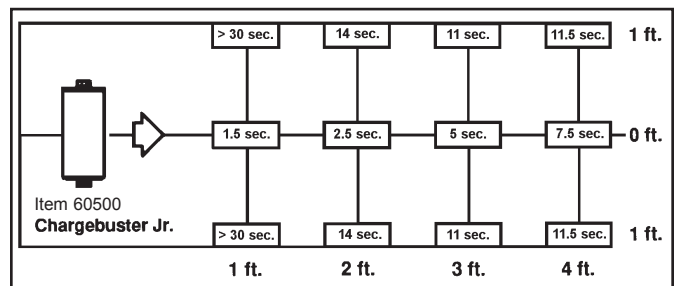 > 30 sec. 14 sec. 11 sec. 11.5 sec. 1 ft.
1.5 sec. 2.5 sec. 5 sec. 7.5 sec. 0 ft.
Item 60500
Chargebuster Jr.
> 30 sec. 14 sec. 11 sec. 11.5 sec. 1 ft.
1 ft. 2 ft. 3 ft. 4 ft.